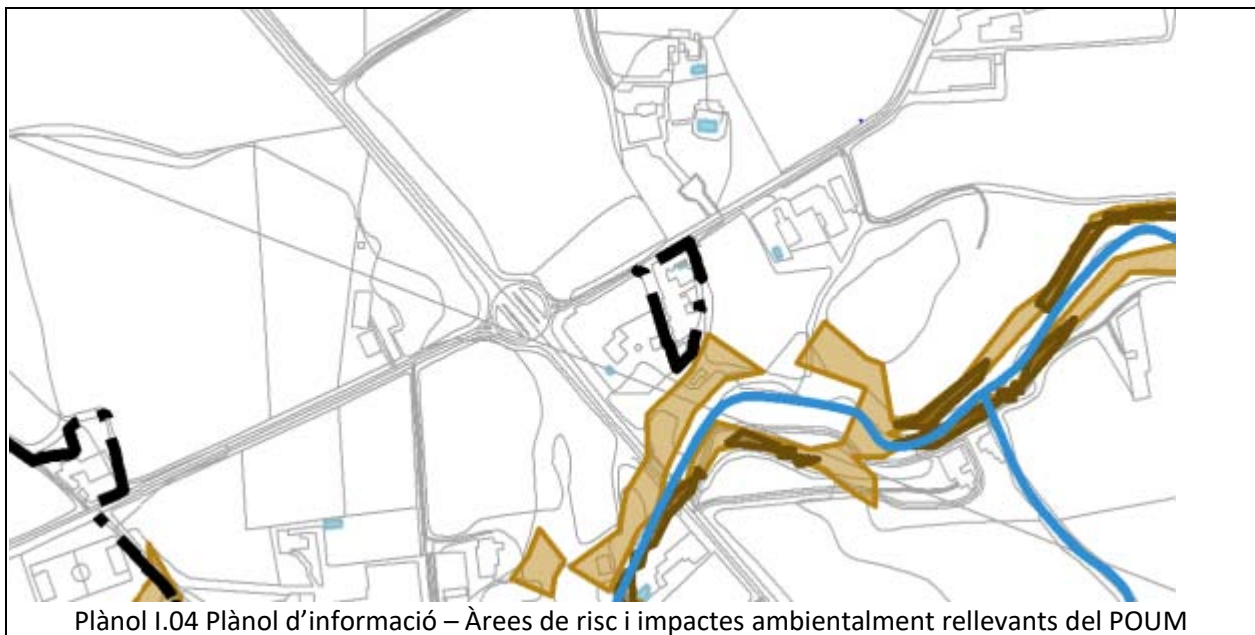 Plànol I.04 Plànol d’informació – Àrees de risc i impactes ambientalment rellevants del POUM